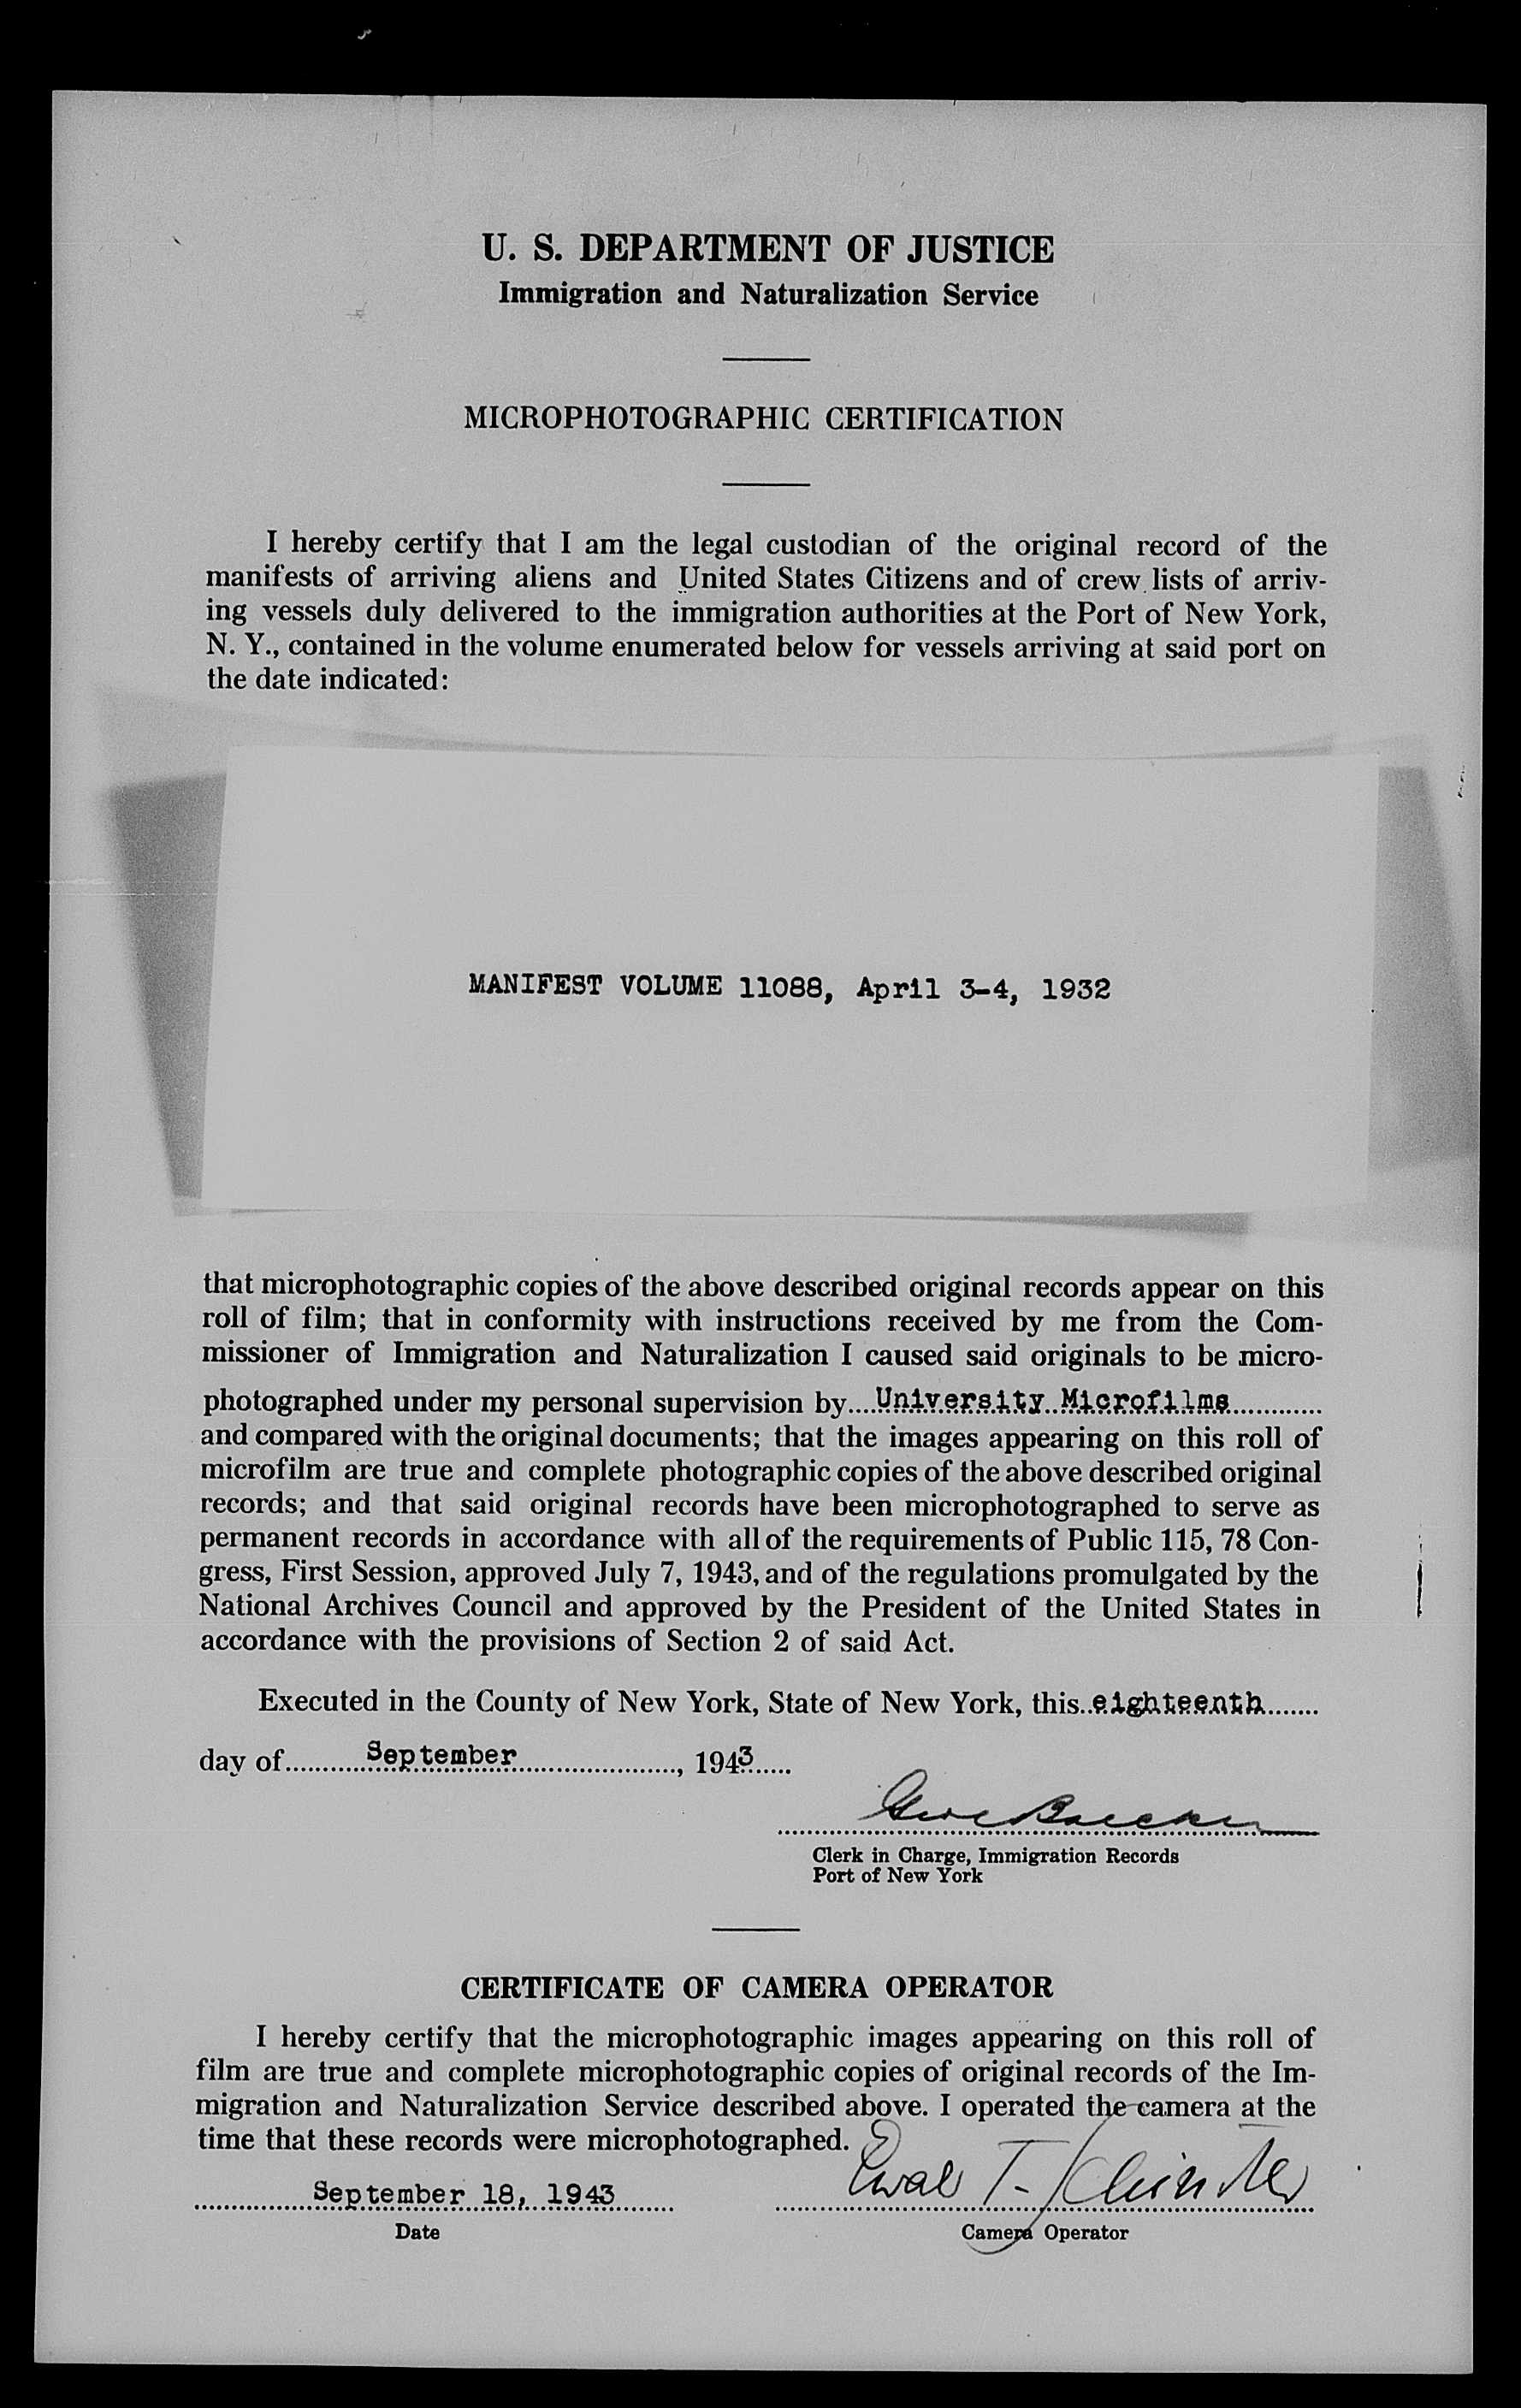 U. S. DEPARTMENT OF JUSTICE
Immigration and Naturalization Service
MICROPHOTOGRAPHIC CERTIFICATION
I hereby certify that I am the legal custodian of the original record of the
manifests of arriving aliens and United States Citizens and of crew lists of arriv-
ing vessels duly delivered to the immigration authorities at the Port of New York,
N. Y., contained in the volume enumerated below for vessels arriving at said port on
the date indicated:
MANIFEST VOLUME 11088, April 3-4, 1932
that microphotographic copies of the above described original records appear on this
roll of film; that in conformity with instructions received by me from the Com-
missioner of Immigration and Naturalization I caused said originals to be micro-
photographed under my personal supervision by....University Microfilms............
and compared with the original documents; that the images appearing on this roll of
microfilm are true and complete photographic copies of the above described original
records; and that said original records have been microphotographed to serve as
permanent records in accordance with all of the requirements of Public 115, 78 Con-
gress, First Session, approved July 7, 1943, and of the regulations promulgated by the
National Archives Council and approved by the President of the United States in
accordance with the provisions of Section 2 of said Act.
Executed in the County of New York, State of New York, this..eighteenth.......
day of...........September......................, 1943......
Clerk in Charge, Immigration Records
Port of New York
CERTIFICATE OF CAMERA OPERATOR
I hereby certify that the microphotographic images appearing on this roll of
film are true and complete microphotographic copies of original records of the Im-
migration and Naturalization Service described above. I operated the camera at the
time that these records were microphotographed.
September 18, 1943
Date
Camera Operator